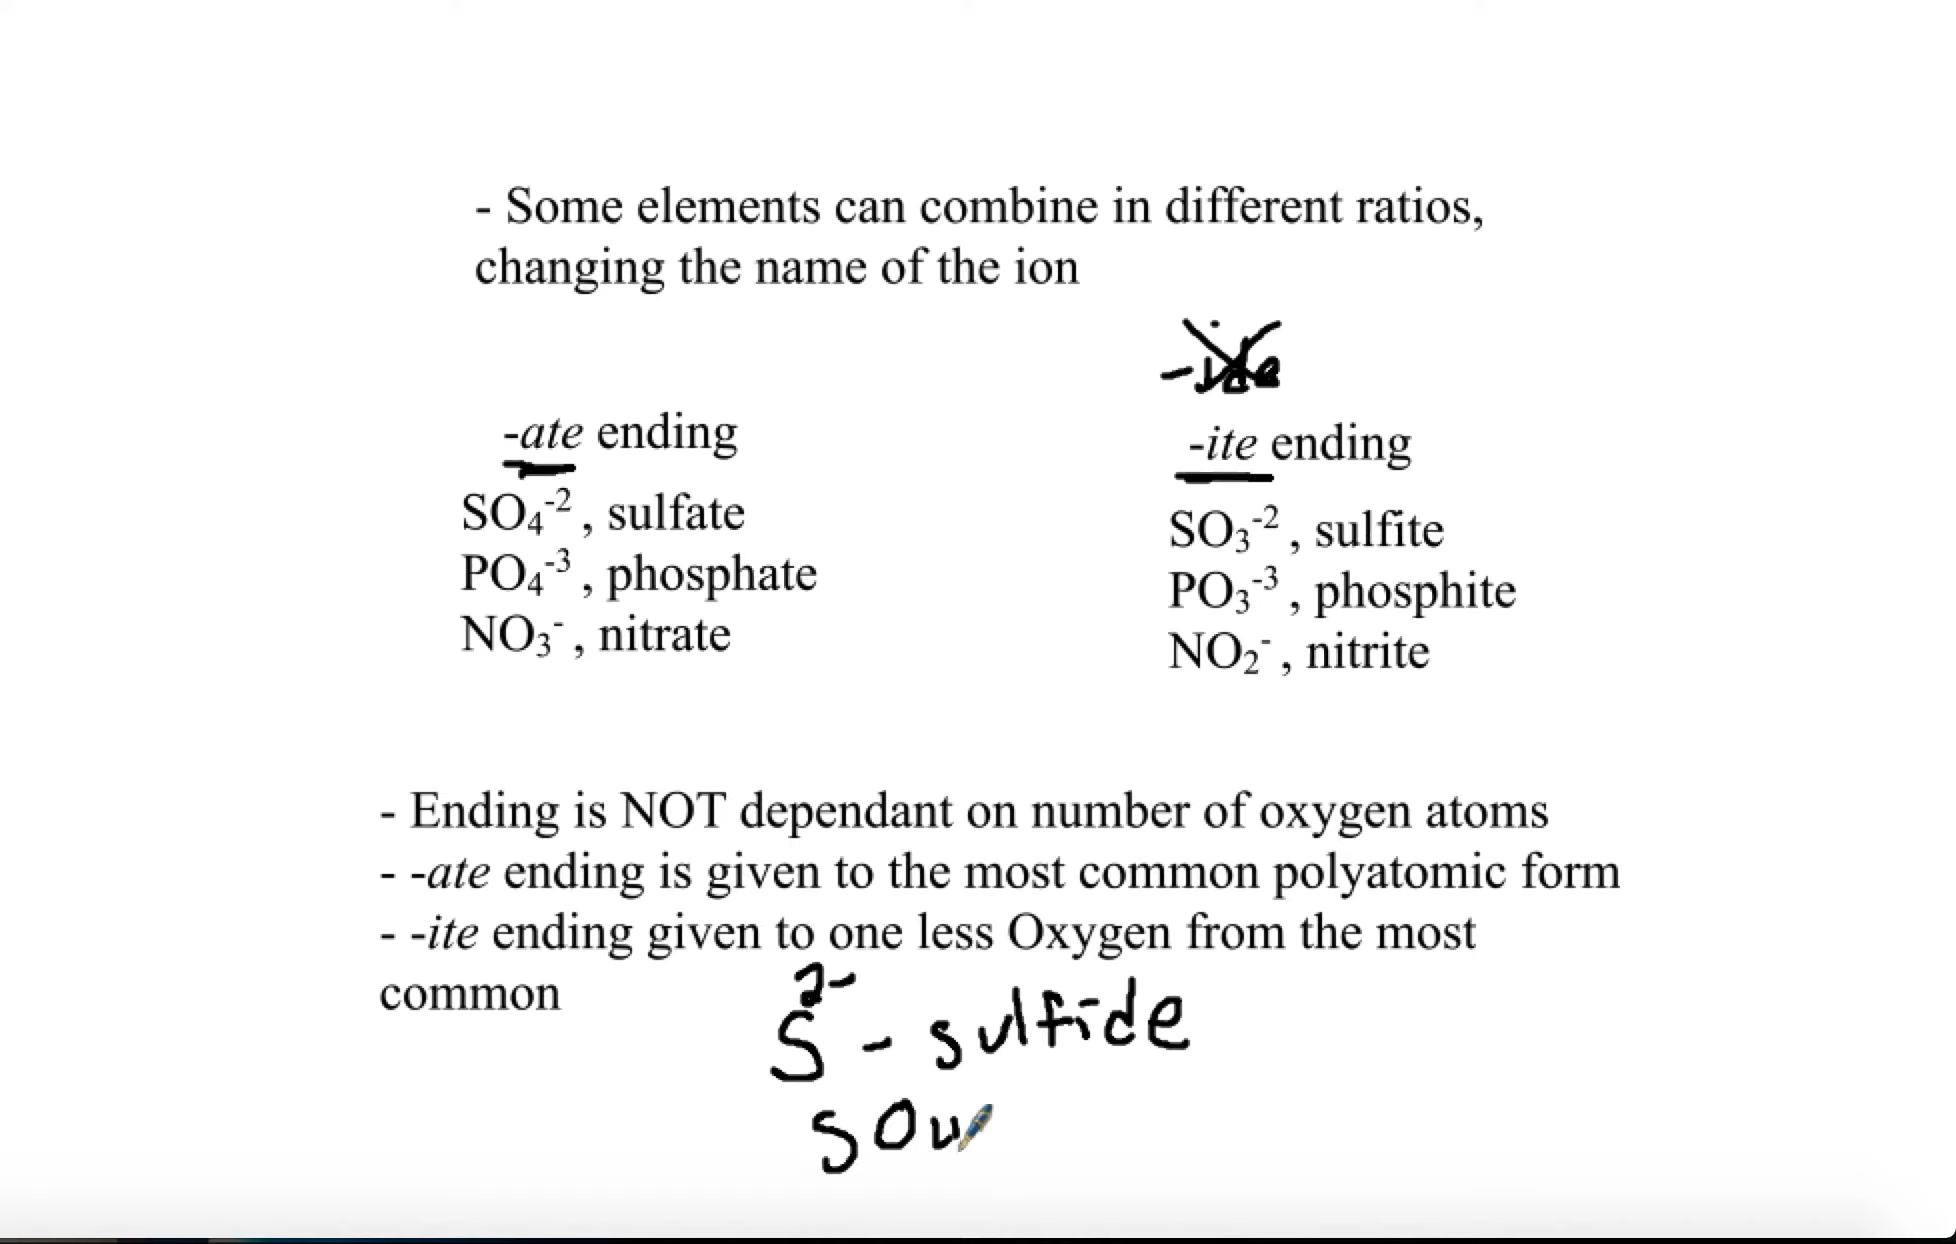 - Some elements can combine in different ratios,
changing the name of the ion
-ide
-ate ending
SO₄⁻² , sulfate
PO₄⁻³ , phosphate
NO₃⁻ , nitrate
-ite ending
SO₃⁻² , sulfite
PO₃⁻³ , phosphite
NO₂⁻ , nitrite
- Ending is NOT dependant on number of oxygen atoms
- -ate ending is given to the most common polyatomic form
- -ite ending given to one less Oxygen from the most
common
S²⁻ - sulfide
SO